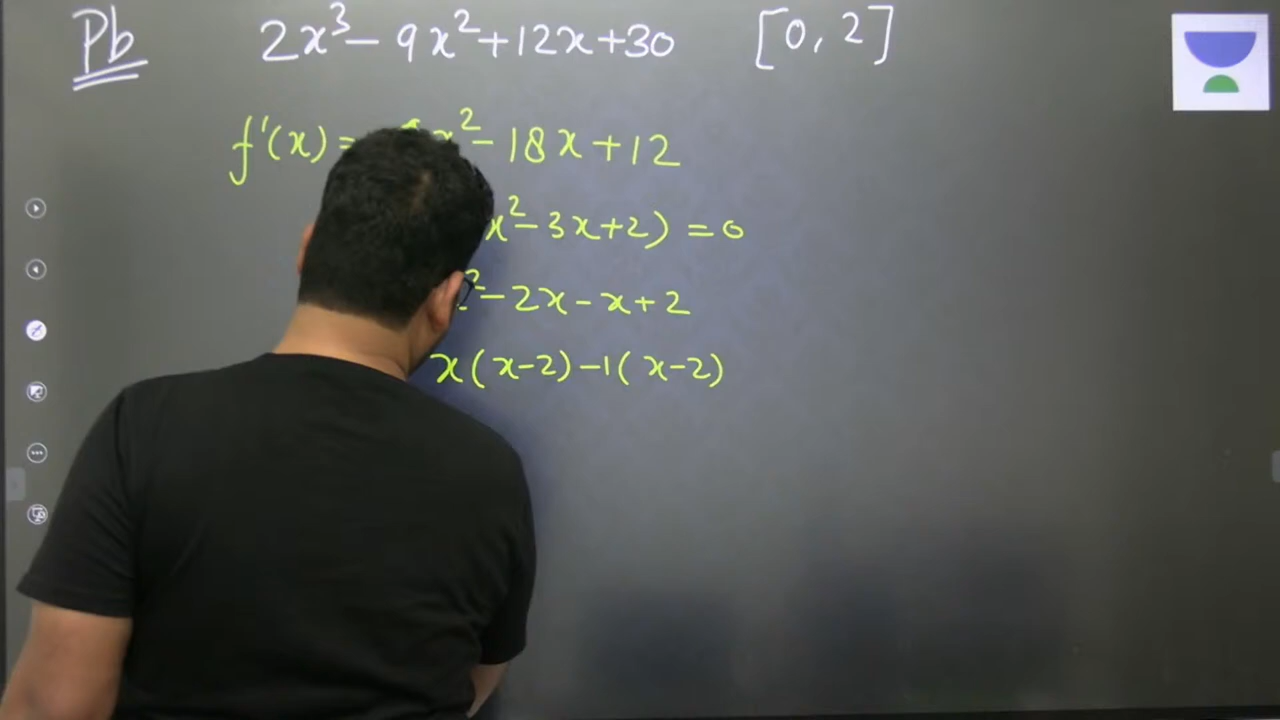 Pb 2x³ - 9x² + 12x + 30 [0, 2]
f'(x) = x² - 18x + 12
x² - 3x + 2) = 0
² - 2x - x + 2
x(x-2) - 1(x-2)